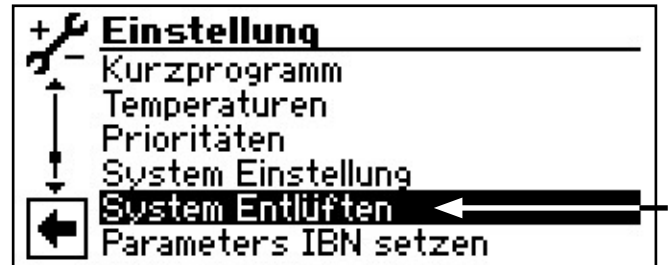 Einstellung
Kurzprogramm
Temperaturen
Prioritäten
System Einstellung
System Entlüften
Parameters IBN setzen